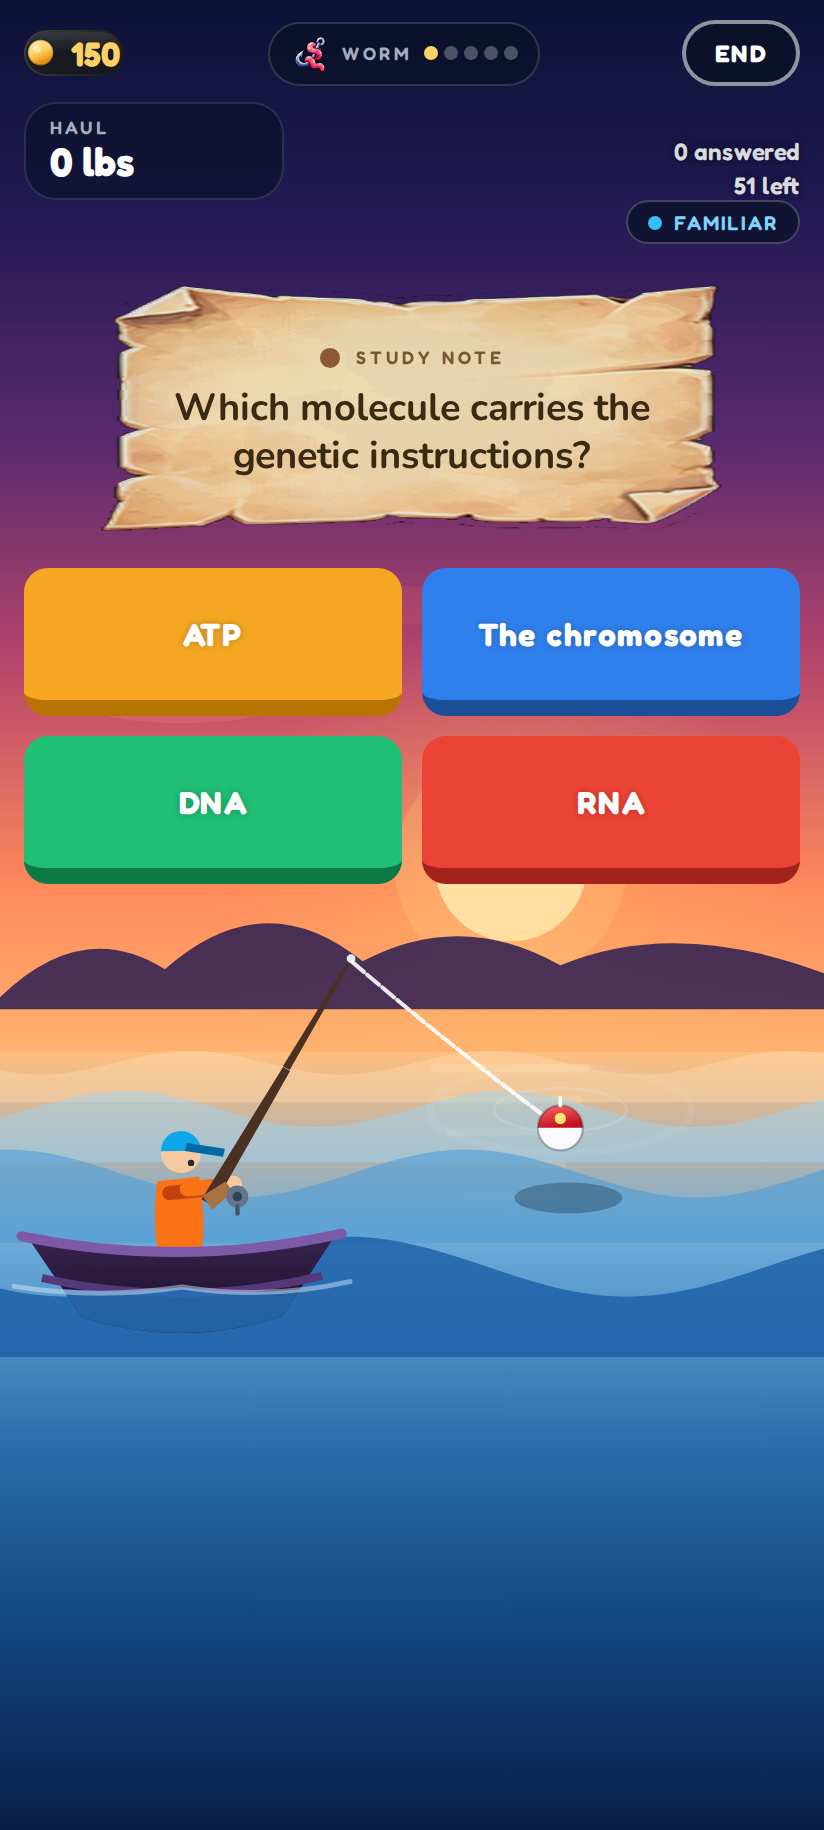 150
WORM
END
HAUL
0 lbs
0 answered
51 left
FAMILIAR
STUDY NOTE
Which molecule carries the
genetic instructions?
ATP
The chromosome
DNA
RNA